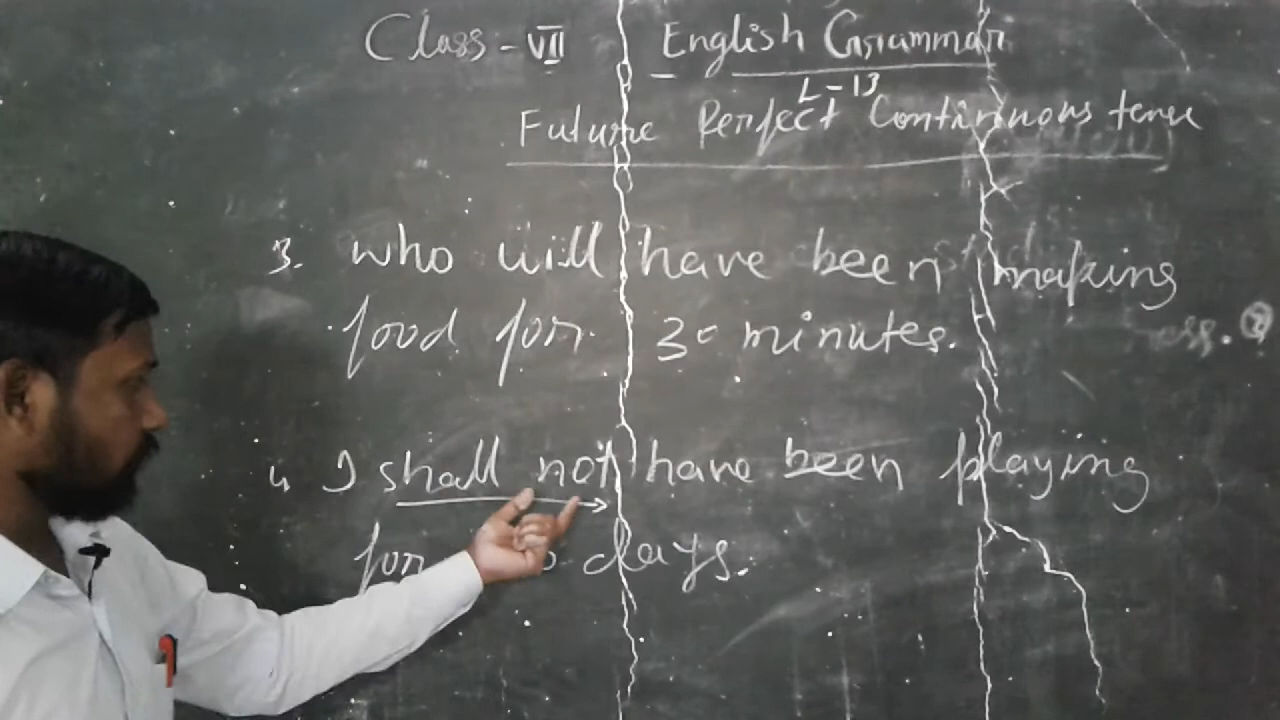 Class - VII English Grammar
L - 13
Future Perfect Continuous tense
3. who will have been making
food for 30 minutes.
4 I shall not have been playing
for days.